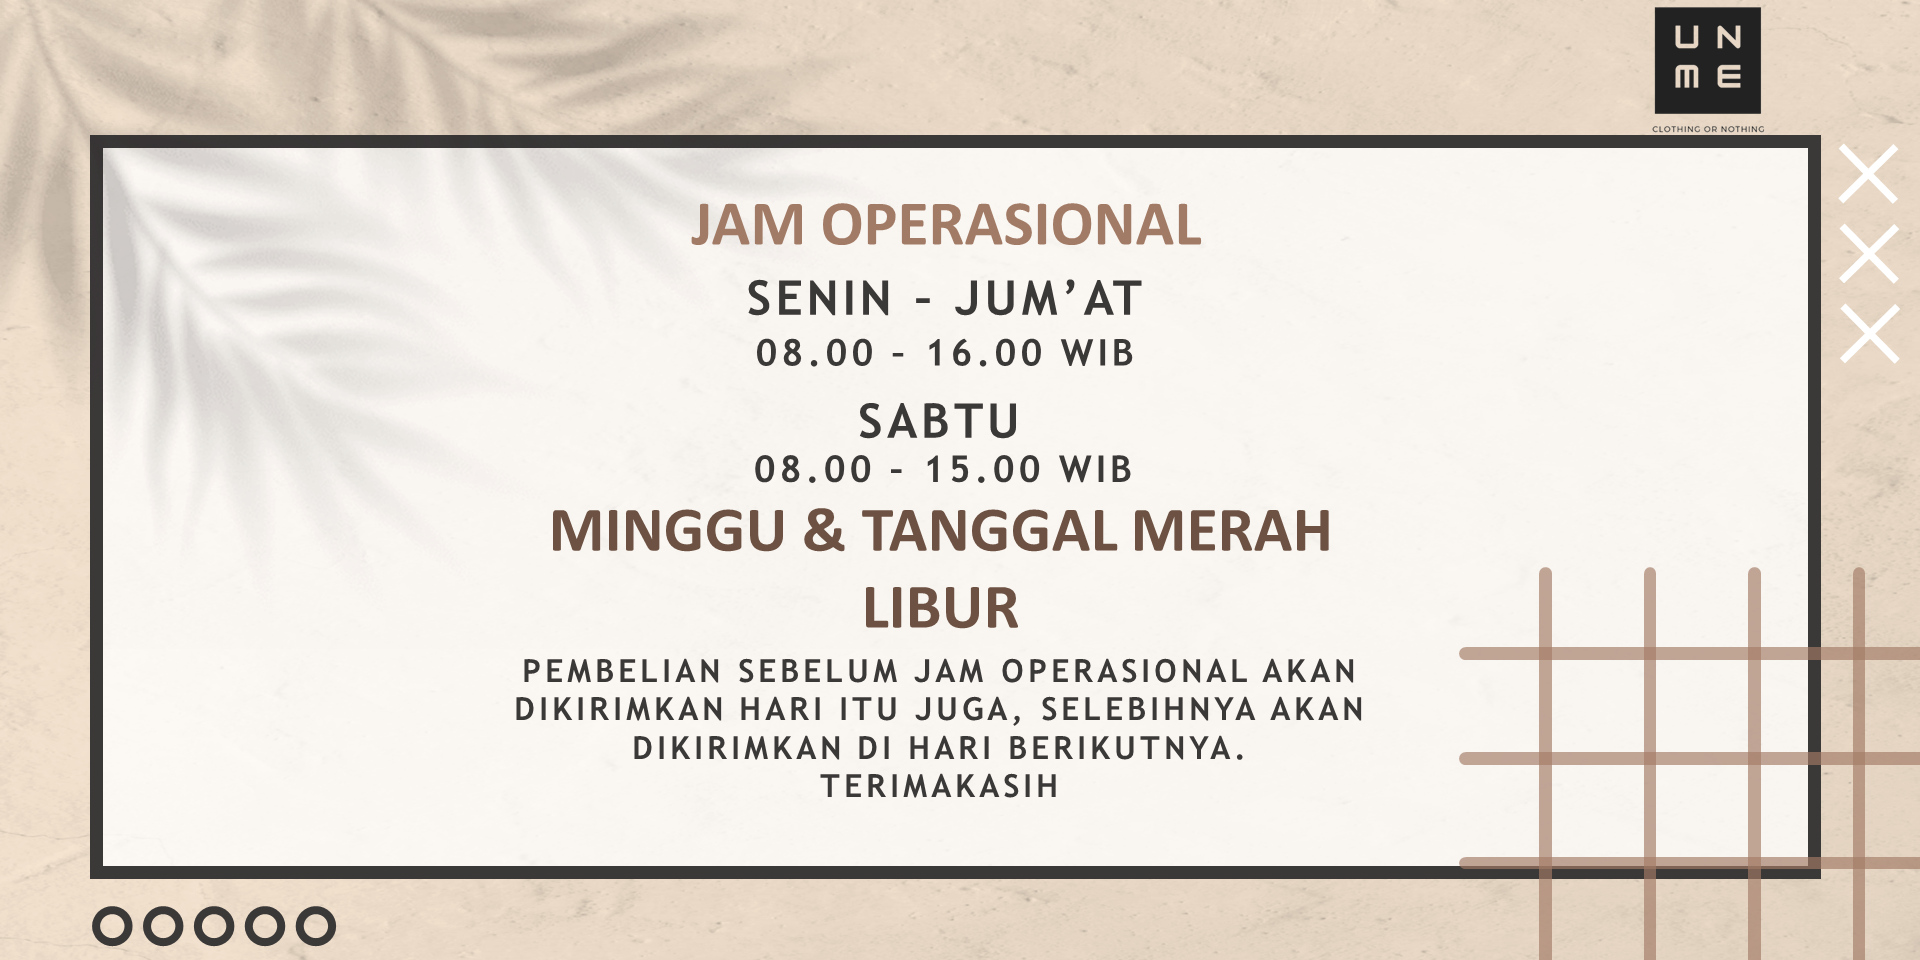 UN
ME
CLOTHING OR NOTHING
JAM OPERASIONAL
SENIN - JUM’AT
08.00 - 16.00 WIB
SABTU
08.00 - 15.00 WIB
MINGGU & TANGGAL MERAH
LIBUR
PEMBELIAN SEBELUM JAM OPERASIONAL AKAN
DIKIRIMKAN HARI ITU JUGA, SELEBIHNYA AKAN
DIKIRIMKAN DI HARI BERIKUTNYA.
TERIMAKASIH